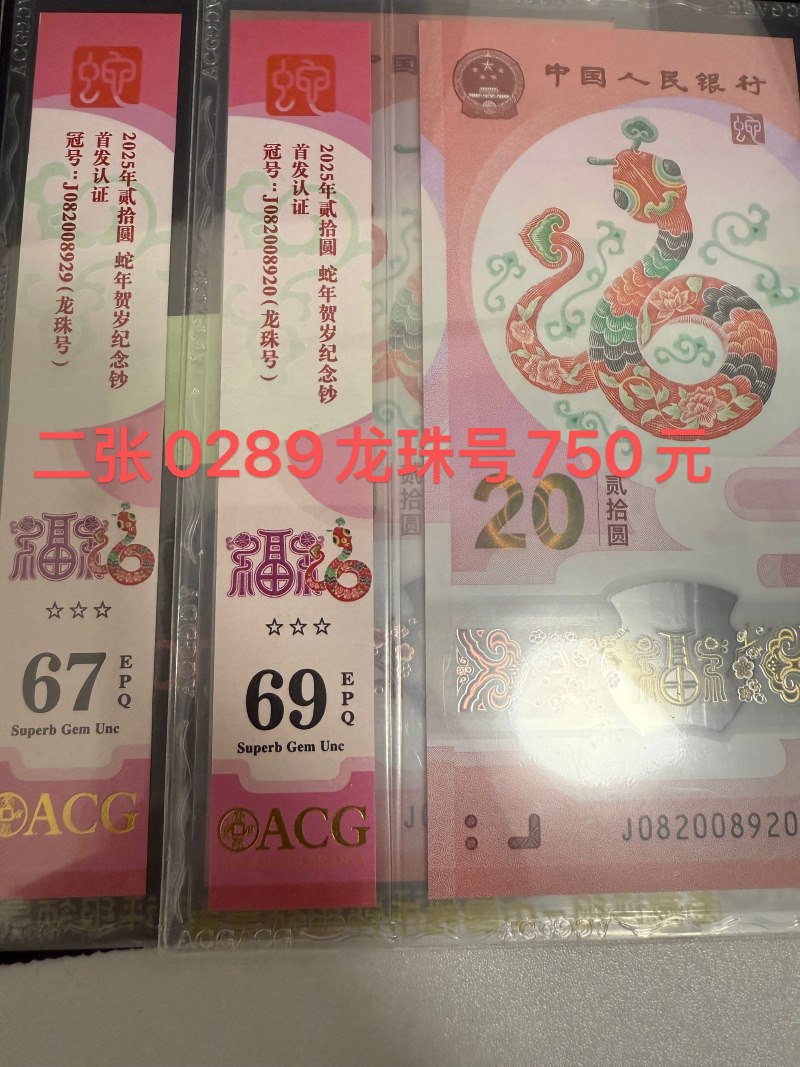 蛇
2025年贰拾圆 蛇年贺岁纪念钞
首发认证
冠号：J082008929（龙珠号）
福
☆☆☆
67
EPQ
Superb Gem Unc
ACG
蛇
2025年贰拾圆 蛇年贺岁纪念钞
首发认证
冠号：J082008920（龙珠号）
福
☆☆☆
69
EPQ
Superb Gem Unc
ACG
中国人民银行
蛇
20
贰拾圆
福
J082008920
二张0289龙珠号750元
ACGACG